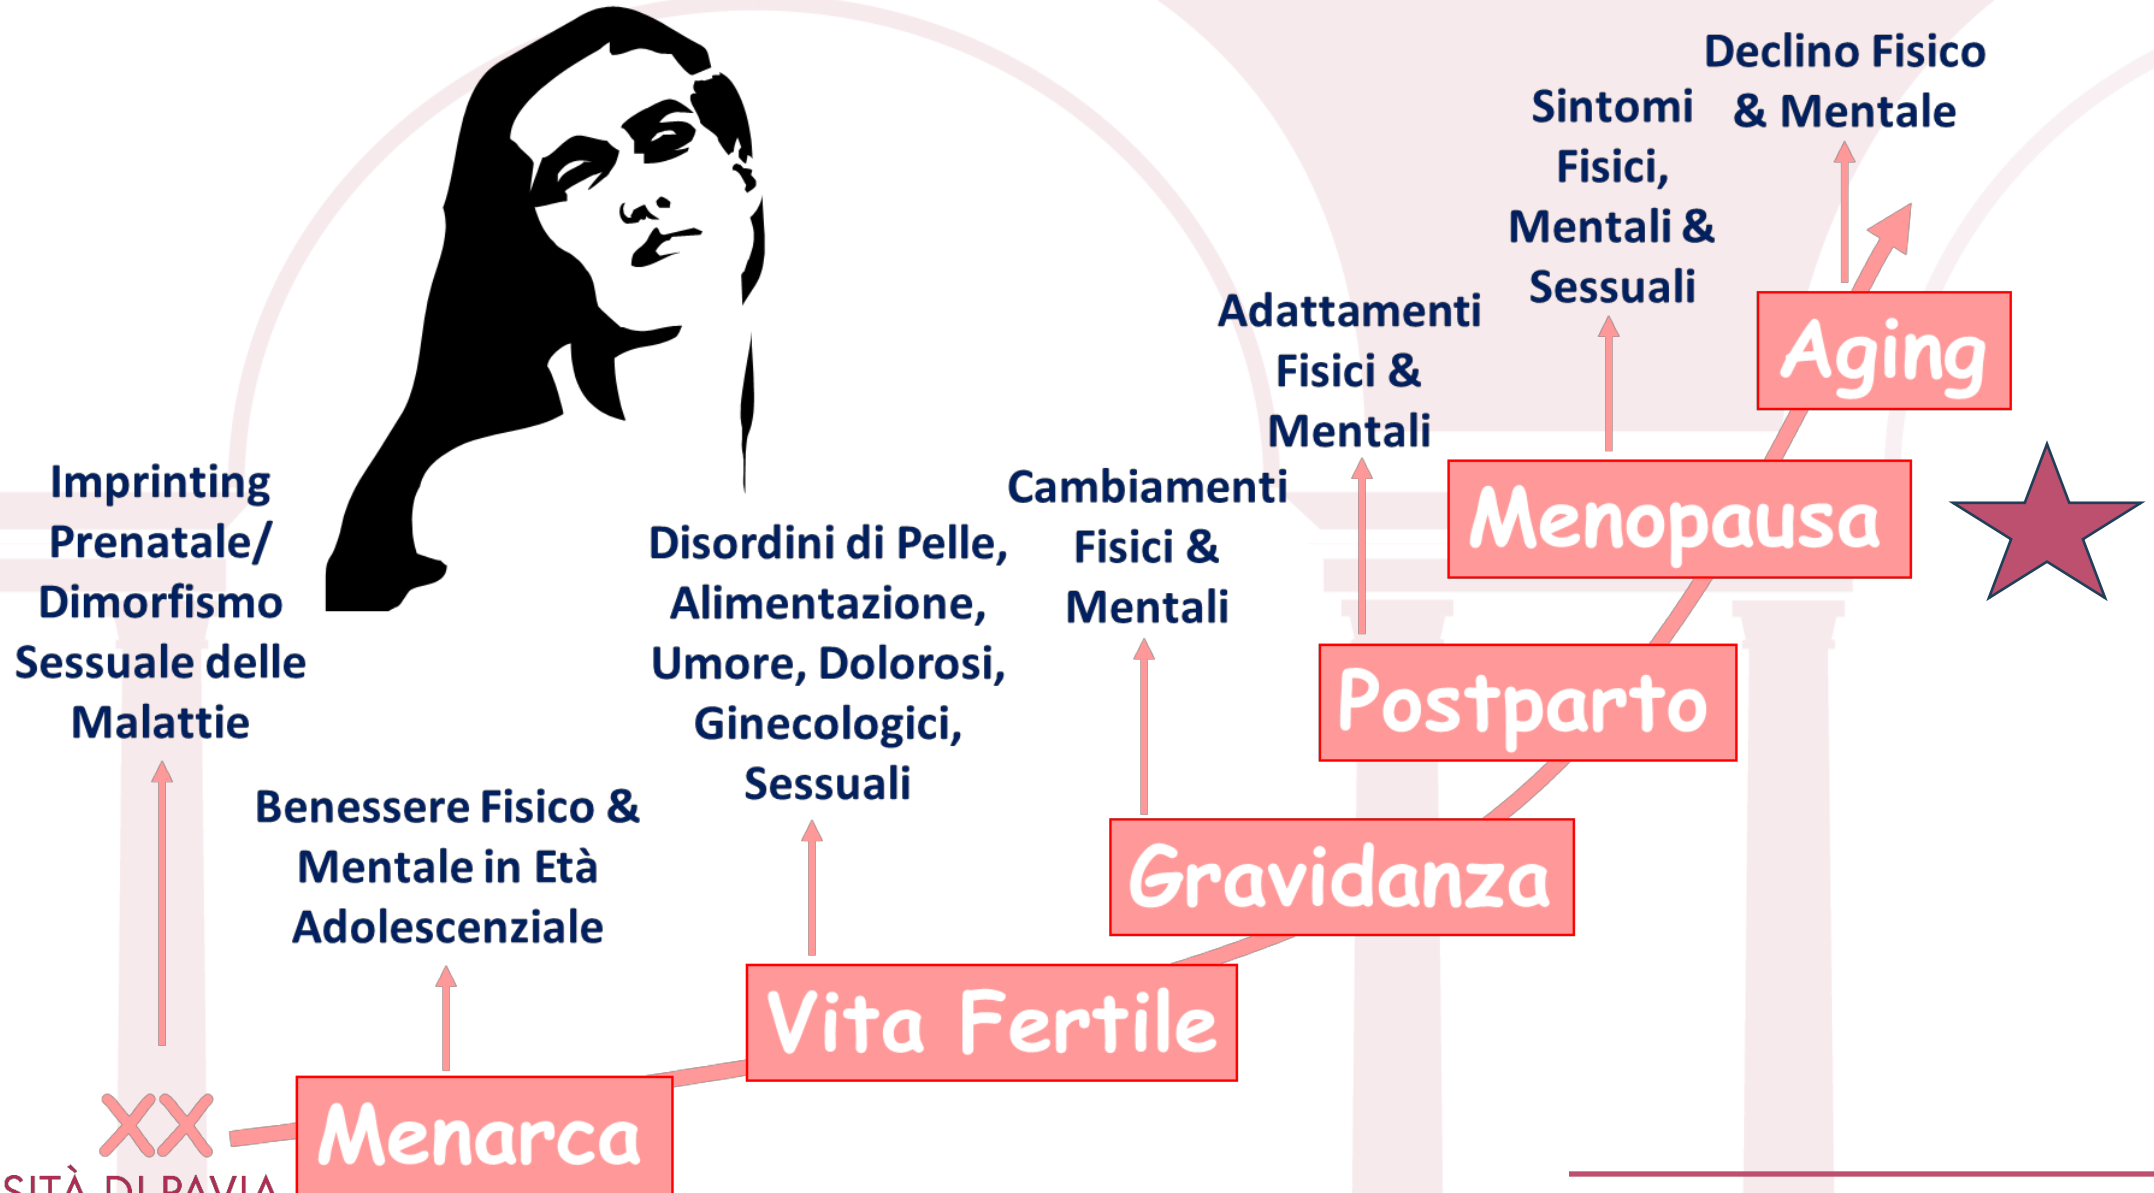 Declino Fisico
& Mentale
Sintomi
Fisici,
Mentali &
Sessuali
Aging
Adattamenti
Fisici &
Mentali
Menopausa
Cambiamenti
Fisici &
Mentali
Postparto
Imprinting
Prenatale/
Dimorfismo
Sessuale delle
Malattie
Disordini di Pelle,
Alimentazione,
Umore, Dolorosi,
Ginecologici,
Sessuali
Gravidanza
Benessere Fisico &
Mentale in Età
Adolescenziale
Vita Fertile
XX
Menarca
SITÀ DI PAVIA